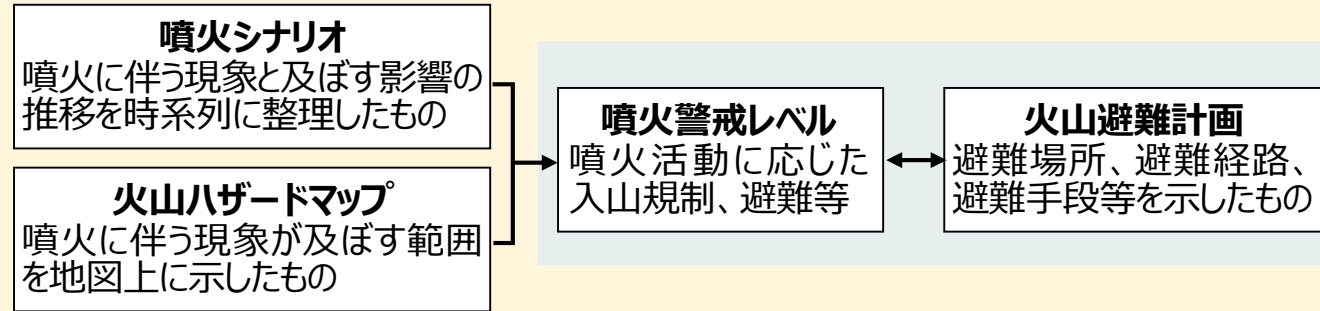 噴火シナリオ
噴火に伴う現象と及ぼす影響の
推移を時系列に整理したもの
火山ハザードマップ
噴火に伴う現象が及ぼす範囲
を地図上に示したもの
噴火警戒レベル
噴火活動に応じた
入山規制、避難等
火山避難計画
避難場所、避難経路、
避難手段等を示したもの